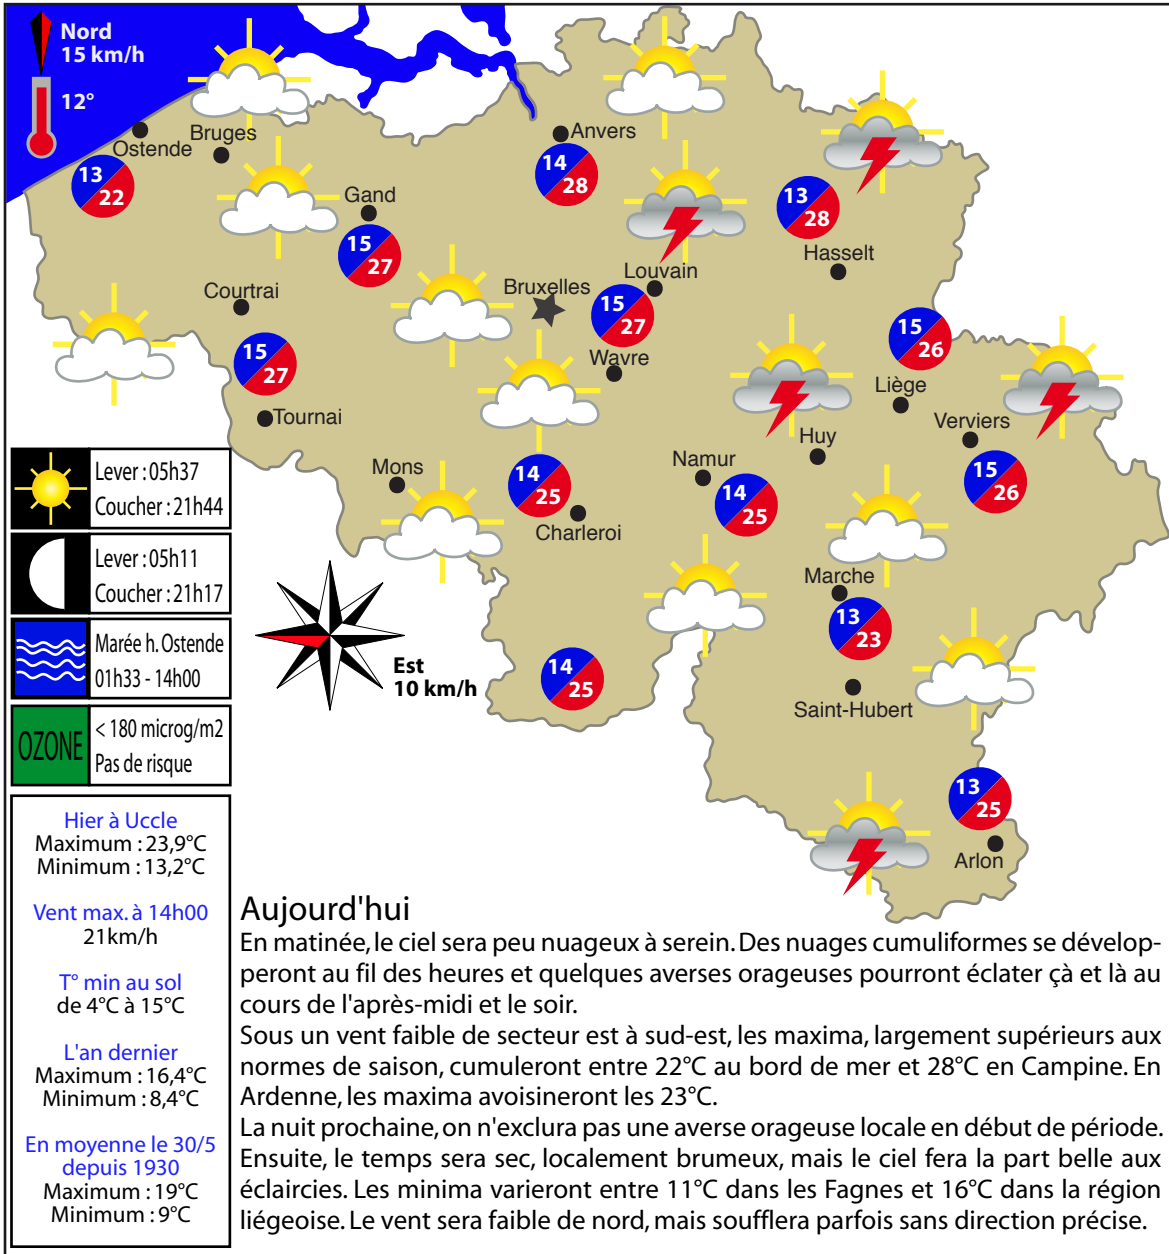 Nord
15 km/h
12°
Bruges
Ostende
13
22
Anvers
14
28
Gand
15
27
13
28
Hasselt
Louvain
Bruxelles
15
27
Wavre
Courtrai
15
27
Tournai
15
26
Liège
Verviers
15
26
Huy
Namur
14
25
Mons
14
25
Charleroi
Marche
13
23
Saint-Hubert
14
25
13
25
Arlon
Est
10 km/h
Lever : 05h37
Coucher : 21h44
Lever : 05h11
Coucher : 21h17
Marée h. Ostende
01h33 - 14h00
OZONE
< 180 microg/m2
Pas de risque
Hier à Uccle
Maximum : 23,9°C
Minimum : 13,2°C
Vent max. à 14h00
21km/h
T° min au sol
de 4°C à 15°C
L'an dernier
Maximum : 16,4°C
Minimum : 8,4°C
En moyenne le 30/5
depuis 1930
Maximum : 19°C
Minimum : 9°C
Aujourd'hui
En matinée, le ciel sera peu nuageux à serein. Des nuages cumuliformes se dévelop-
peront au fil des heures et quelques averses orageuses pourront éclater çà et là au
cours de l'après-midi et le soir.
Sous un vent faible de secteur est à sud-est, les maxima, largement supérieurs aux
normes de saison, cumuleront entre 22°C au bord de mer et 28°C en Campine. En
Ardenne, les maxima avoisineront les 23°C.
La nuit prochaine, on n'exclura pas une averse orageuse locale en début de période.
Ensuite, le temps sera sec, localement brumeux, mais le ciel fera la part belle aux
éclaircies. Les minima varieront entre 11°C dans les Fagnes et 16°C dans la région
liégeoise. Le vent sera faible de nord, mais soufflera parfois sans direction précise.